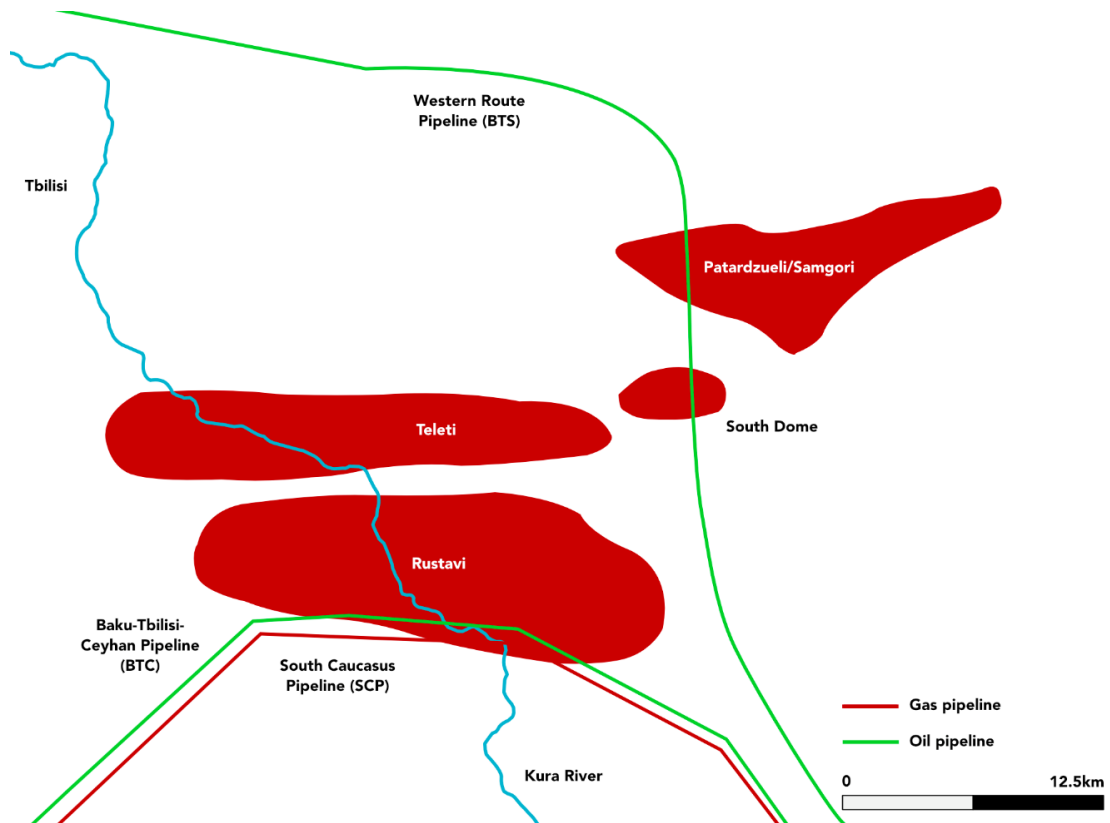 Western Route
Pipeline (BTS)
Tbilisi
Patardzueli/Samgori
Teleti
South Dome
Rustavi
Baku-Tbilisi-
Ceyhan Pipeline
(BTC)
South Caucasus
Pipeline (SCP)
Kura River
Gas pipeline
Oil pipeline
0 12.5km